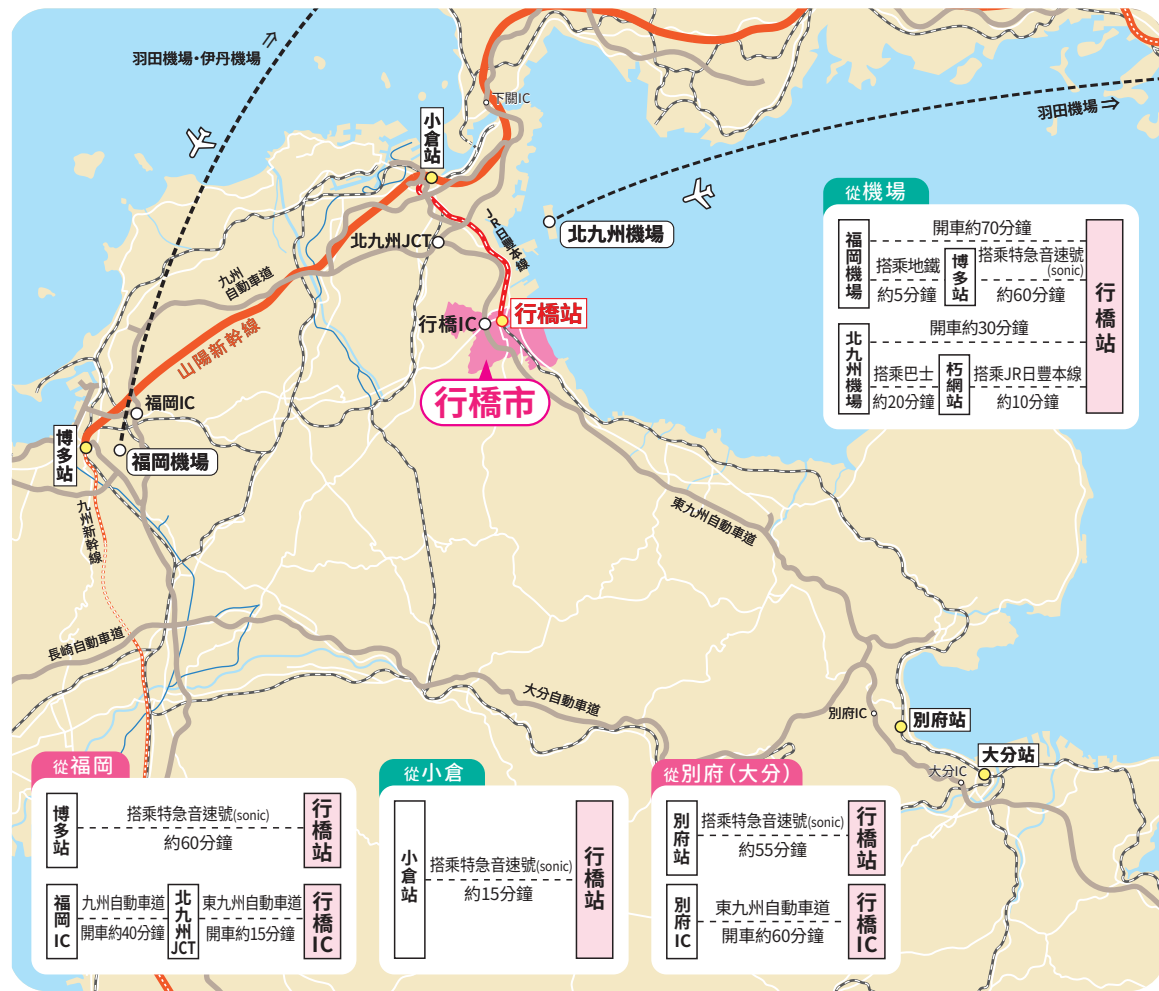 羽田機場・伊丹機場
下關IC
羽田機場
小倉站
JR日豐本線
北九州機場
北九州JCT
九州
自動車道
山陽新幹線
行橋IC
行橋站
行橋市
福岡IC
博多站
福岡機場
九州新幹線
東九州自動車道
長崎自動車道
大分自動車道
別府IC
別府站
大分IC
大分站
從機場
福岡機場
開車約70分鐘
搭乘地鐵
約5分鐘
博多站
搭乘特急音速號
(sonic)
約60分鐘
北九州機場
開車約30分鐘
搭乘巴士
約20分鐘
朽網站
搭乘JR日豐本線
約10分鐘
行橋站
從福岡
博多站
搭乘特急音速號(sonic)
約60分鐘
行橋站
福岡IC
九州自動車道
開車約40分鐘
北九州JCT
東九州自動車道
開車約15分鐘
行橋IC
從小倉
小倉站
搭乘特急音速號(sonic)
約15分鐘
行橋站
從別府(大分)
別府站
搭乘特急音速號(sonic)
約55分鐘
行橋站
別府IC
東九州自動車道
開車約60分鐘
行橋IC